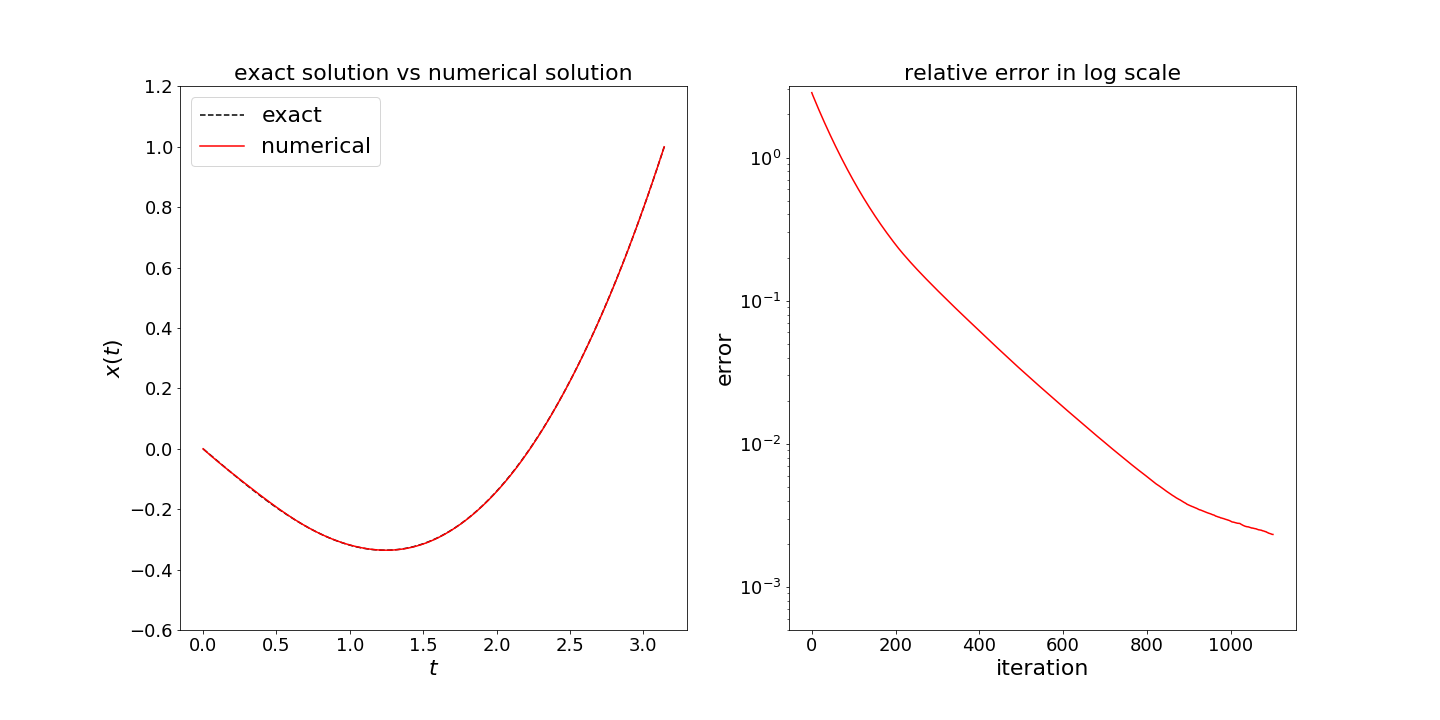 exact solution vs numerical solution
1.2
1.0
0.8
0.6
0.4
0.2
0.0
−0.2
−0.4
−0.6
x(t)
exact
numerical
0.0 0.5 1.0 1.5 2.0 2.5 3.0
t
relative error in log scale
10⁰
10⁻¹
10⁻²
10⁻³
error
0 200 400 600 800 1000
iteration